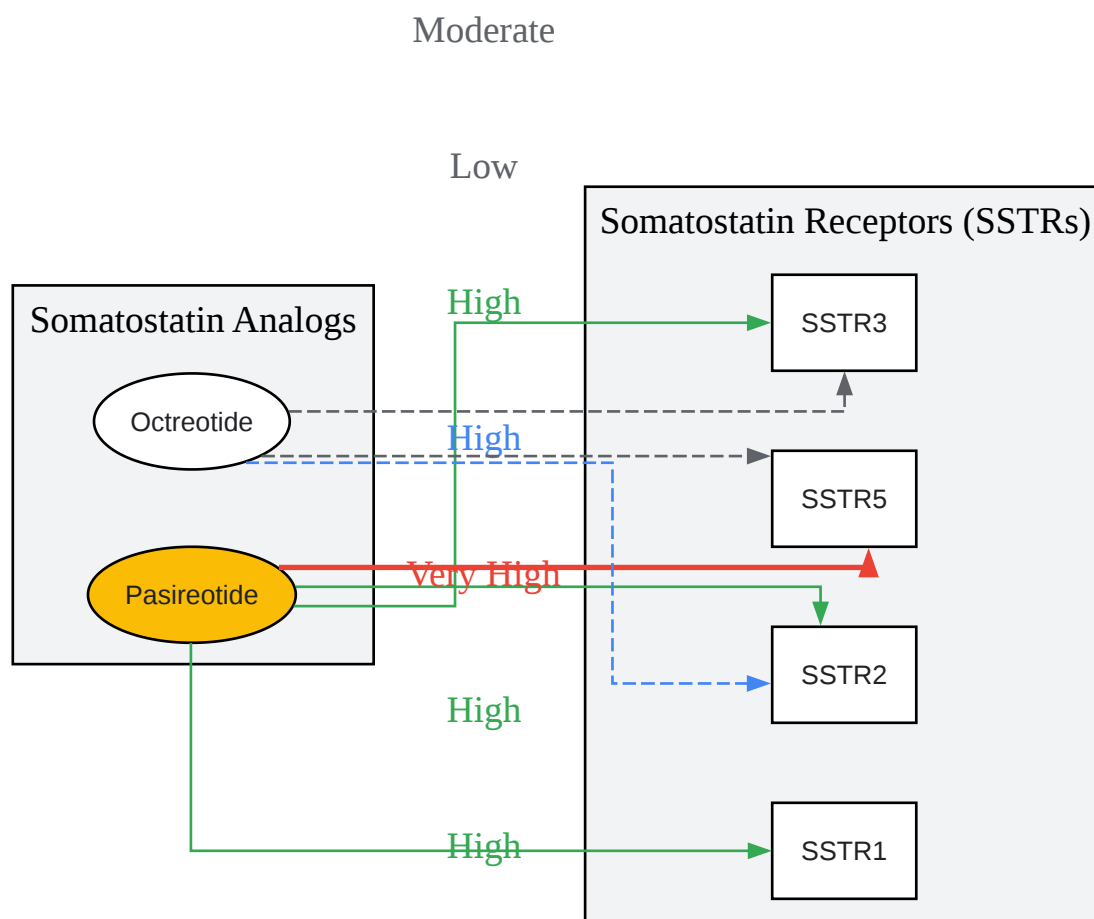 Moderate
Low
Somatostatin Receptors (SSTRs)
High
Somatostatin Analogs
SSTR3
Octreotide
High
SSTR5
Very High
Pasireotide
SSTR2
High
High
SSTR1